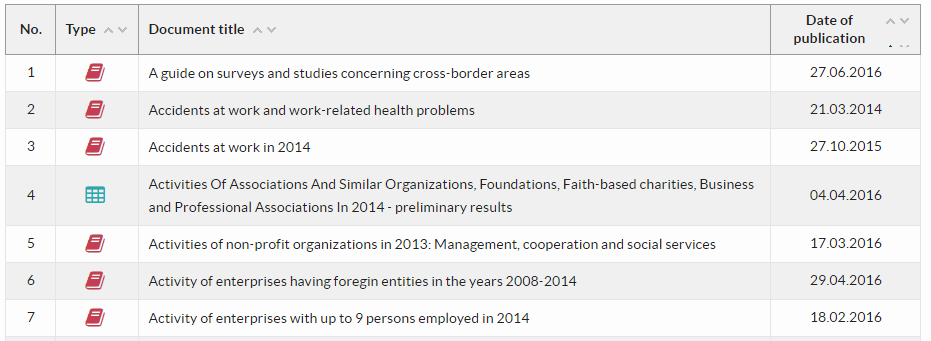 No. Type Document title Date of
publication
1 A guide on surveys and studies concerning cross-border areas 27.06.2016
2 Accidents at work and work-related health problems 21.03.2014
3 Accidents at work in 2014 27.10.2015
4 Activities Of Associations And Similar Organizations, Foundations, Faith-based charities, Business 04.04.2016
and Professional Associations In 2014 - preliminary results
5 Activities of non-profit organizations in 2013: Management, cooperation and social services 17.03.2016
6 Activity of enterprises having foregin entities in the years 2008-2014 29.04.2016
7 Activity of enterprises with up to 9 persons employed in 2014 18.02.2016